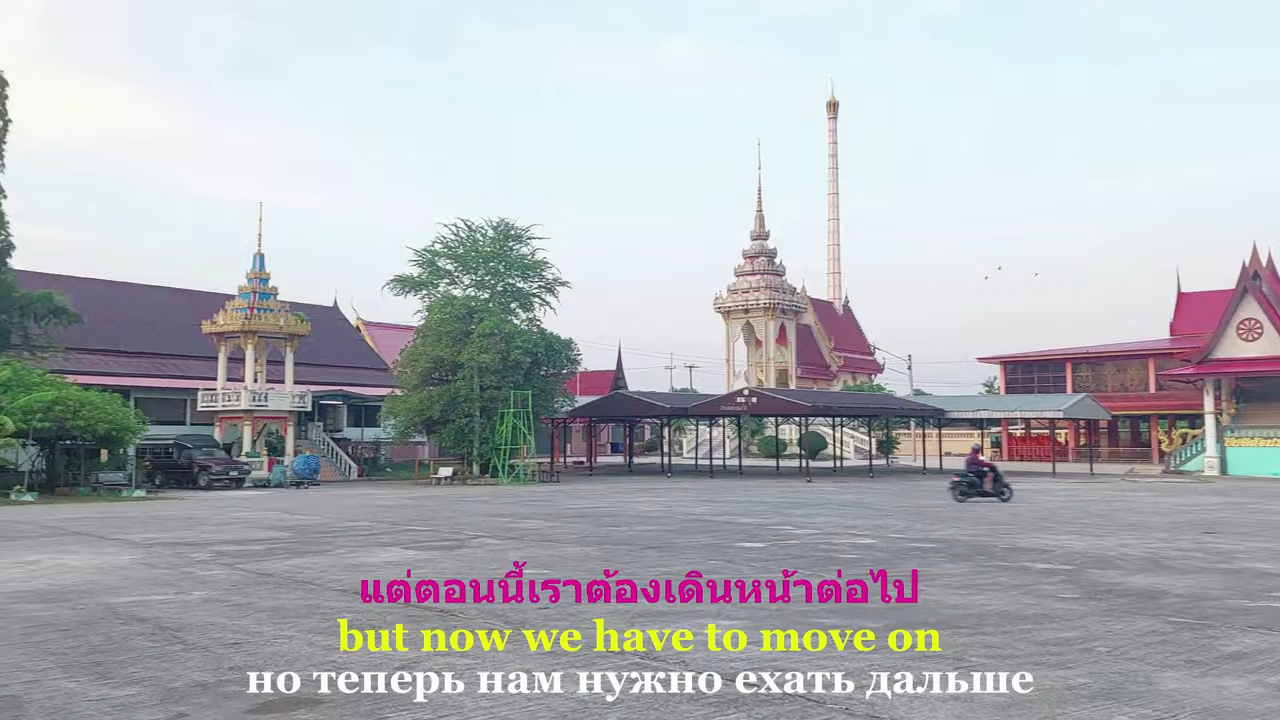 แต่ตอนนี้เราต้องเดินหน้าต่อไป
but now we have to move on
но теперь нам нужно ехать дальше